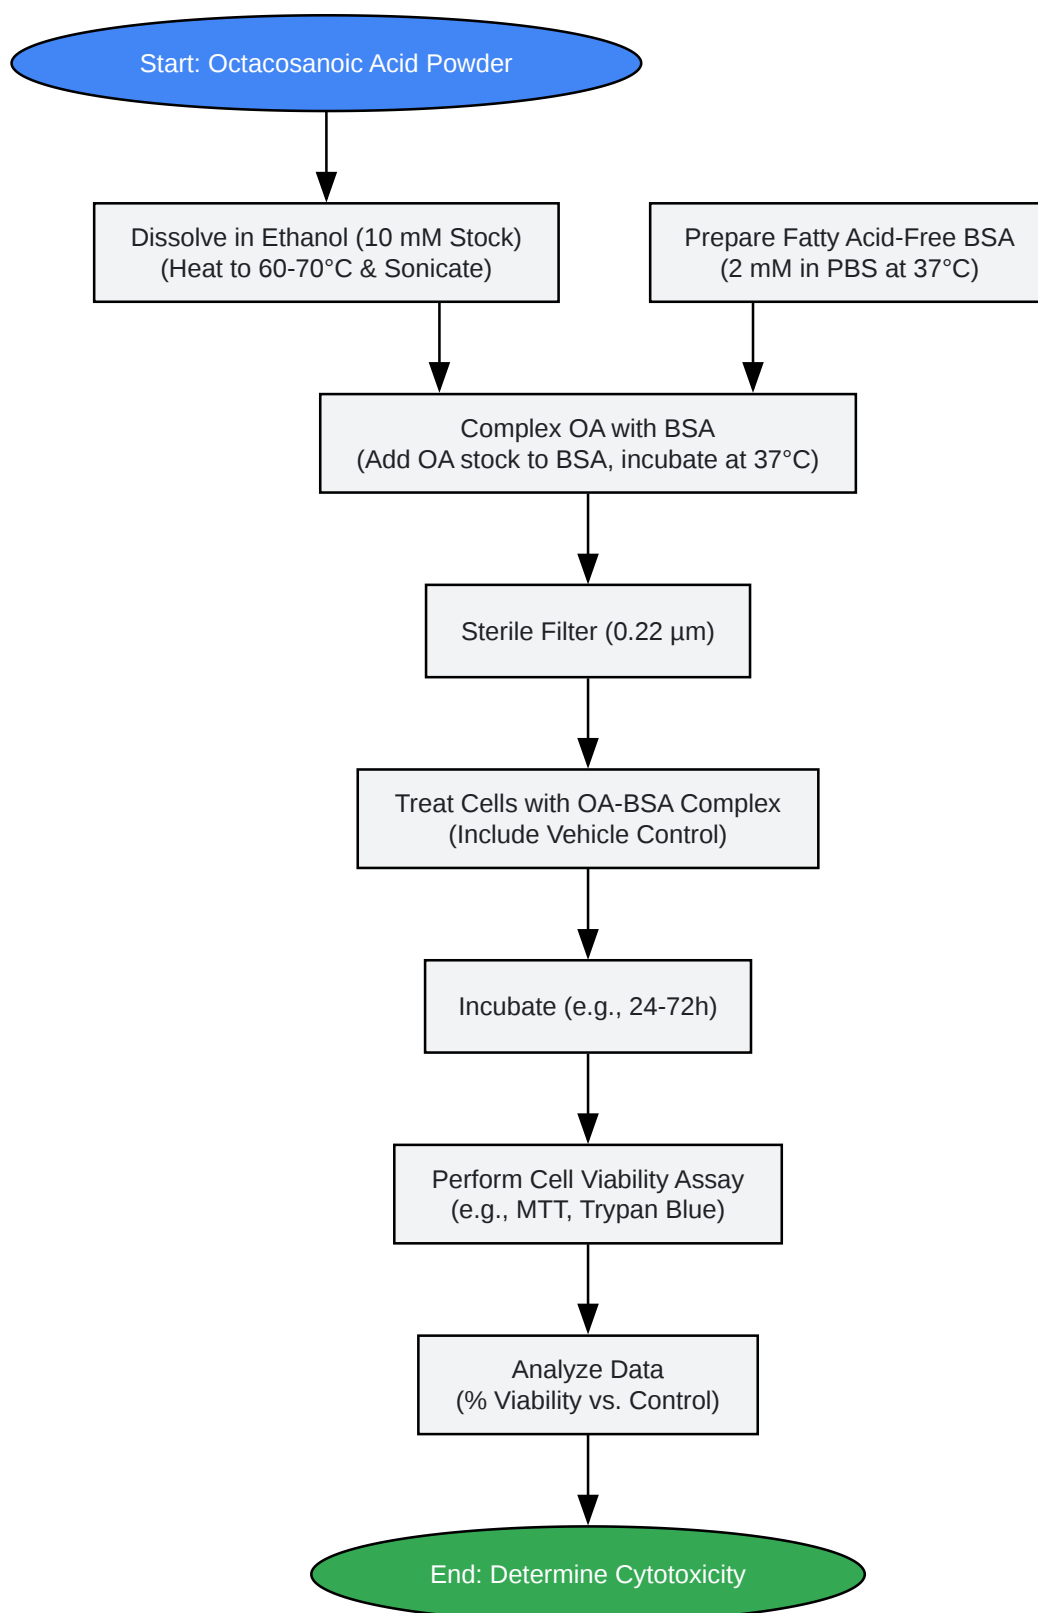 Start: Octacosanoic Acid Powder
Dissolve in Ethanol (10 mM Stock)
(Heat to 60-70°C & Sonicate)
Prepare Fatty Acid-Free BSA
(2 mM in PBS at 37°C)
Complex OA with BSA
(Add OA stock to BSA, incubate at 37°C)
Sterile Filter (0.22 µm)
Treat Cells with OA-BSA Complex
(Include Vehicle Control)
Incubate (e.g., 24-72h)
Perform Cell Viability Assay
(e.g., MTT, Trypan Blue)
Analyze Data
(% Viability vs. Control)
End: Determine Cytotoxicity